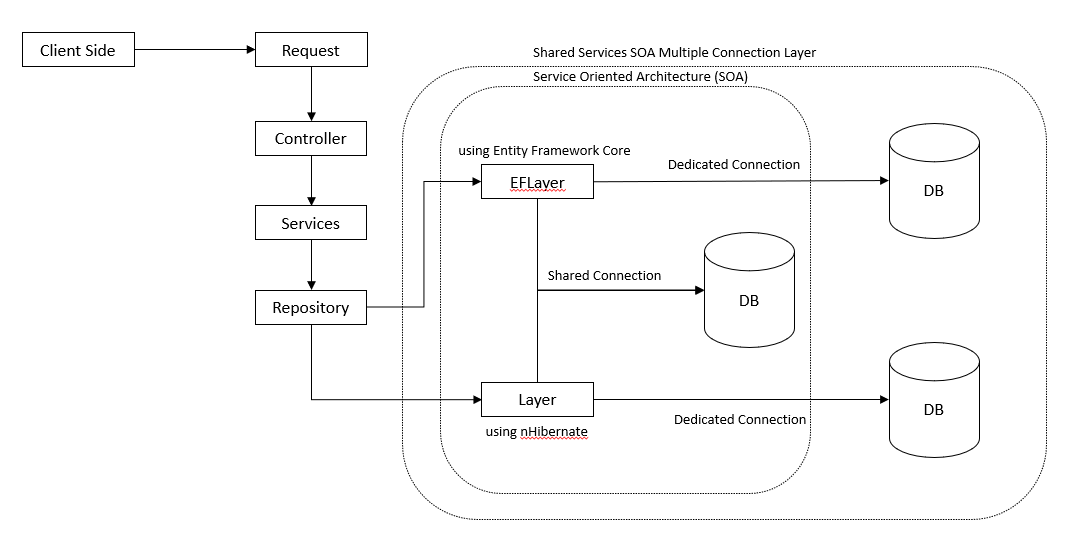 Client Side
Request
Shared Services SOA Multiple Connection Layer
Service Oriented Architecture (SOA)
Controller
using Entity Framework Core
Dedicated Connection
EFLayer
DB
Services
Shared Connection
DB
Repository
Layer
DB
Dedicated Connection
using nHibernate